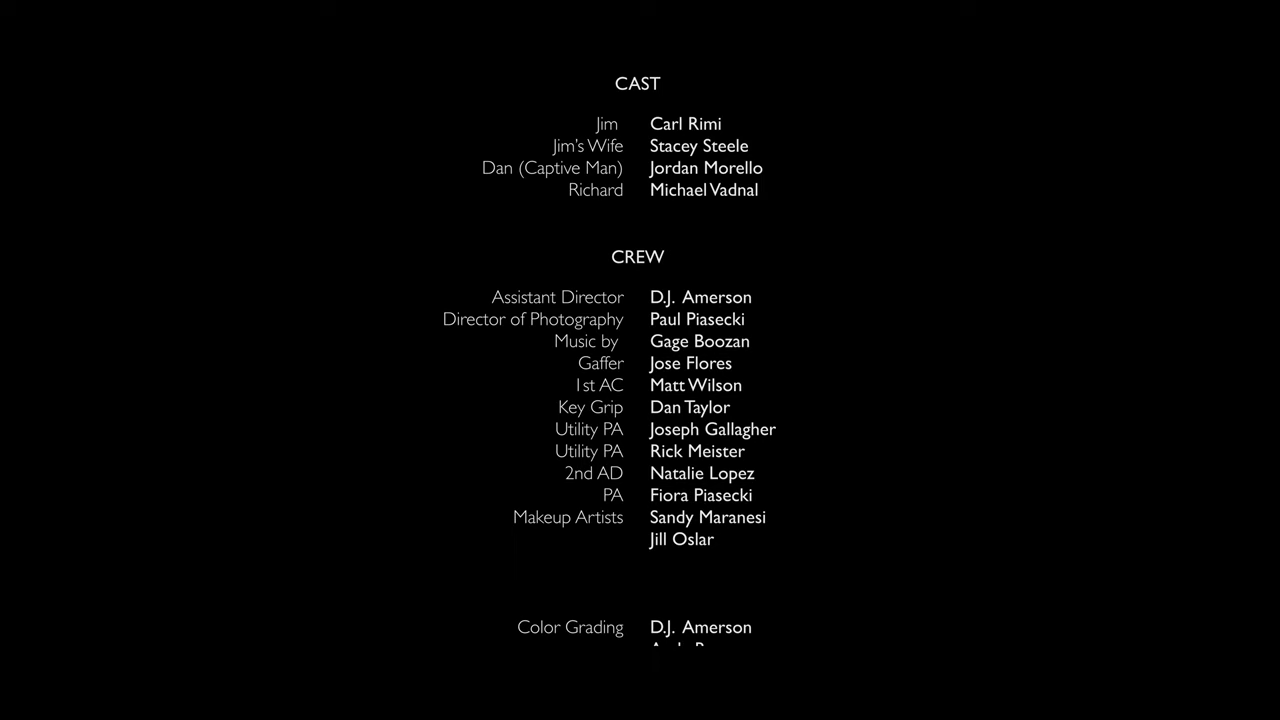 CAST
Jim Carl Rimi
Jim's Wife Stacey Steele
Dan (Captive Man) Jordan Morello
Richard Michael Vadnal
CREW
Assistant Director D.J. Amerson
Director of Photography Paul Piasecki
Music by Gage Boozan
Gaffer Jose Flores
1st AC Matt Wilson
Key Grip Dan Taylor
Utility PA Joseph Gallagher
Utility PA Rick Meister
2nd AD Natalie Lopez
PA Fiora Piasecki
Makeup Artists Sandy Maranesi
Jill Oslar
Color Grading D.J. Amerson